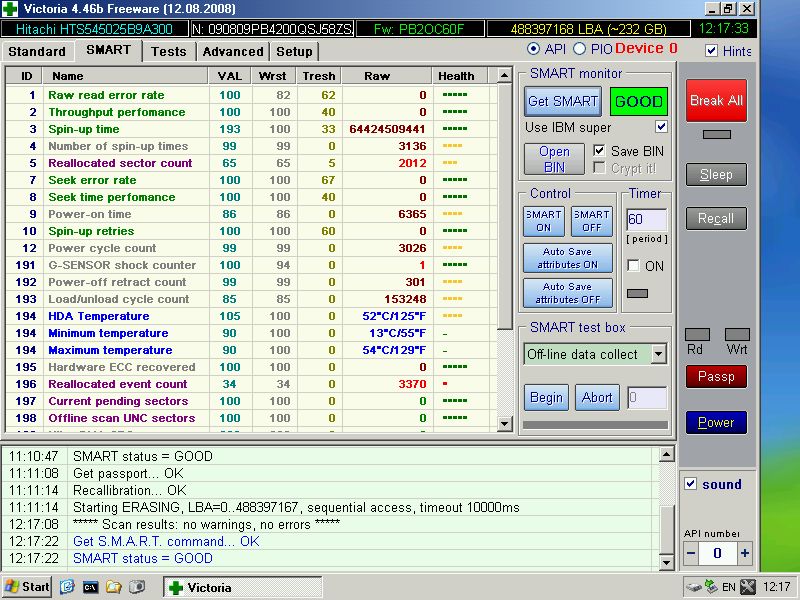 Victoria 4.46b Freeware (12.08.2008)
Hitachi HTS545025B9A300 N: 090809PB4200QSJ58ZS Fw: PB2OC60F 488397168 LBA (~232 GB) 12:17:33
Standard SMART Tests Advanced Setup API PIO Device 0 Hints
ID Name VAL Wrst Tresh Raw Health
1 Raw read error rate 100 82 62 0 •••••
2 Throughput perfomance 100 100 40 0 •••••
3 Spin-up time 193 100 33 64424509441 •••••
4 Number of spin-up times 99 99 0 3136 ••••
5 Reallocated sector count 65 65 5 2012 •••
7 Seek error rate 100 100 67 0 •••••
8 Seek time perfomance 100 100 40 0 •••••
9 Power-on time 86 86 0 6365 ••••
10 Spin-up retries 100 100 60 0 •••••
12 Power cycle count 99 99 0 3026 ••••
191 G-SENSOR shock counter 100 94 0 1 •••••
192 Power-off retract count 99 99 0 301 ••••
193 Load/unload cycle count 85 85 0 153248 ••••
194 HDA Temperature 105 100 0 52°C/125°F ••••
194 Minimum temperature 90 100 0 13°C/55°F -
194 Maximum temperature 90 100 0 54°C/129°F -
195 Hardware ECC recovered 100 100 0 0 •••••
196 Reallocated event count 34 34 0 3370 •
197 Current pending sectors 100 100 0 0 •••••
198 Offline scan UNC sectors 100 100 0 0 •••••
SMART monitor
Get SMART GOOD
Use IBM super
Open BIN
Save BIN
Crypt it!
Control
SMART ON
SMART OFF
Auto Save attributes ON
Auto Save attributes OFF
Timer
60
[ period ]
ON
SMART test box
Off-line data collect
Begin Abort 0
Break All
Sleep
Recall
Rd Wrt
Passp
Power
sound
API number
- 0 +
11:10:47 SMART status = GOOD
11:11:08 Get passport... OK
11:11:14 Recallibration... OK
11:11:14 Starting ERASING, LBA=0..488397167, sequential access, timeout 10000ms
12:17:08 ***** Scan results: no warnings, no errors *****
12:17:22 Get S.M.A.R.T. command... OK
12:17:22 SMART status = GOOD
Start Victoria EN 12:17